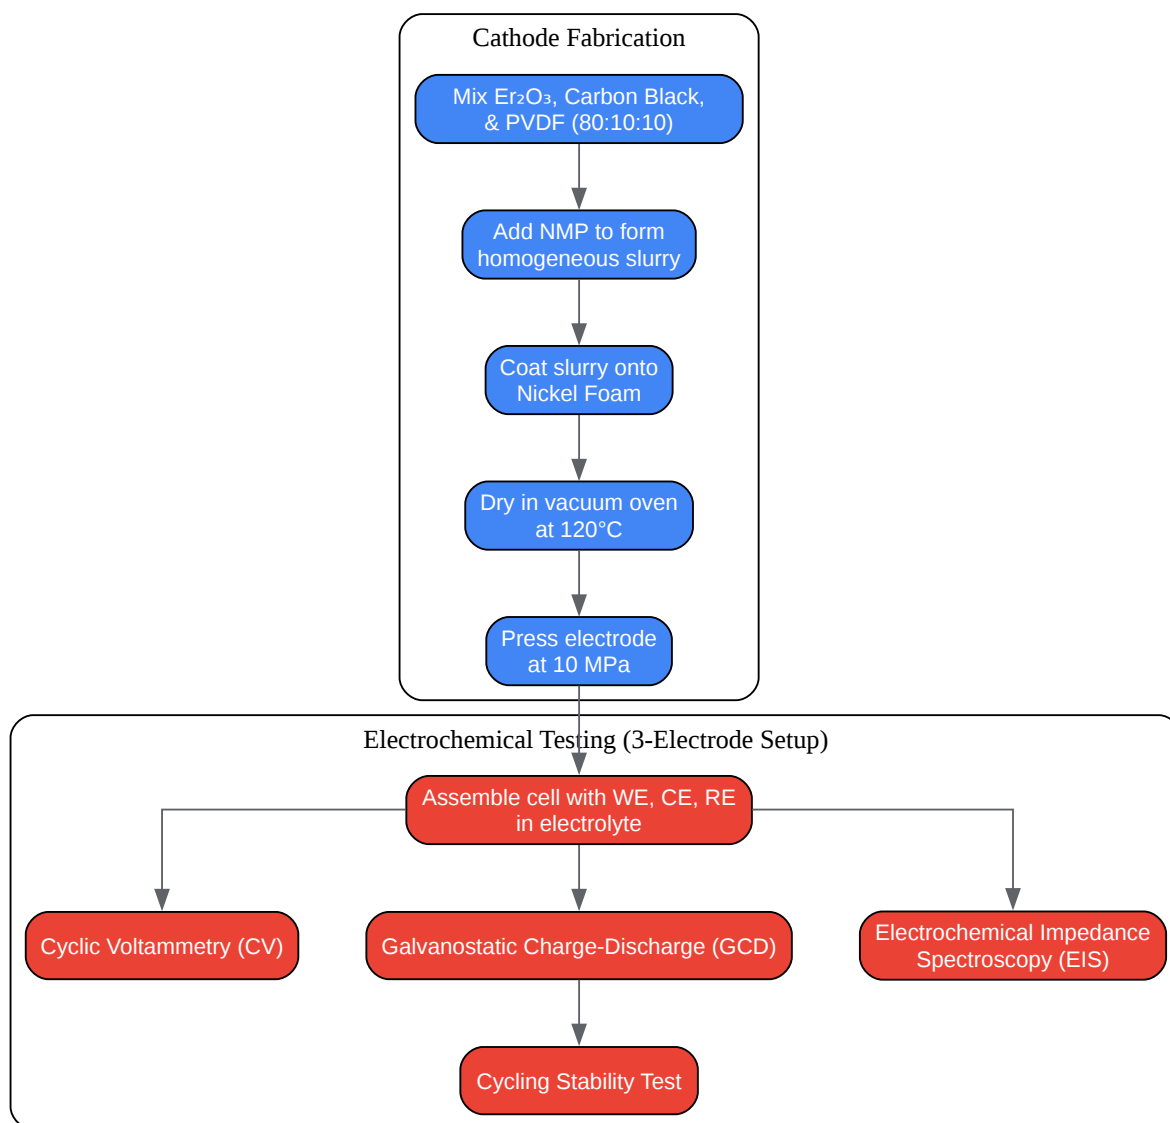 Cathode Fabrication
Mix Er₂O₃, Carbon Black,
& PVDF (80:10:10)
Add NMP to form
homogeneous slurry
Coat slurry onto
Nickel Foam
Dry in vacuum oven
at 120°C
Press electrode
at 10 MPa
Electrochemical Testing (3-Electrode Setup)
Assemble cell with WE, CE, RE
in electrolyte
Cyclic Voltammetry (CV)
Galvanostatic Charge-Discharge (GCD)
Electrochemical Impedance
Spectroscopy (EIS)
Cycling Stability Test